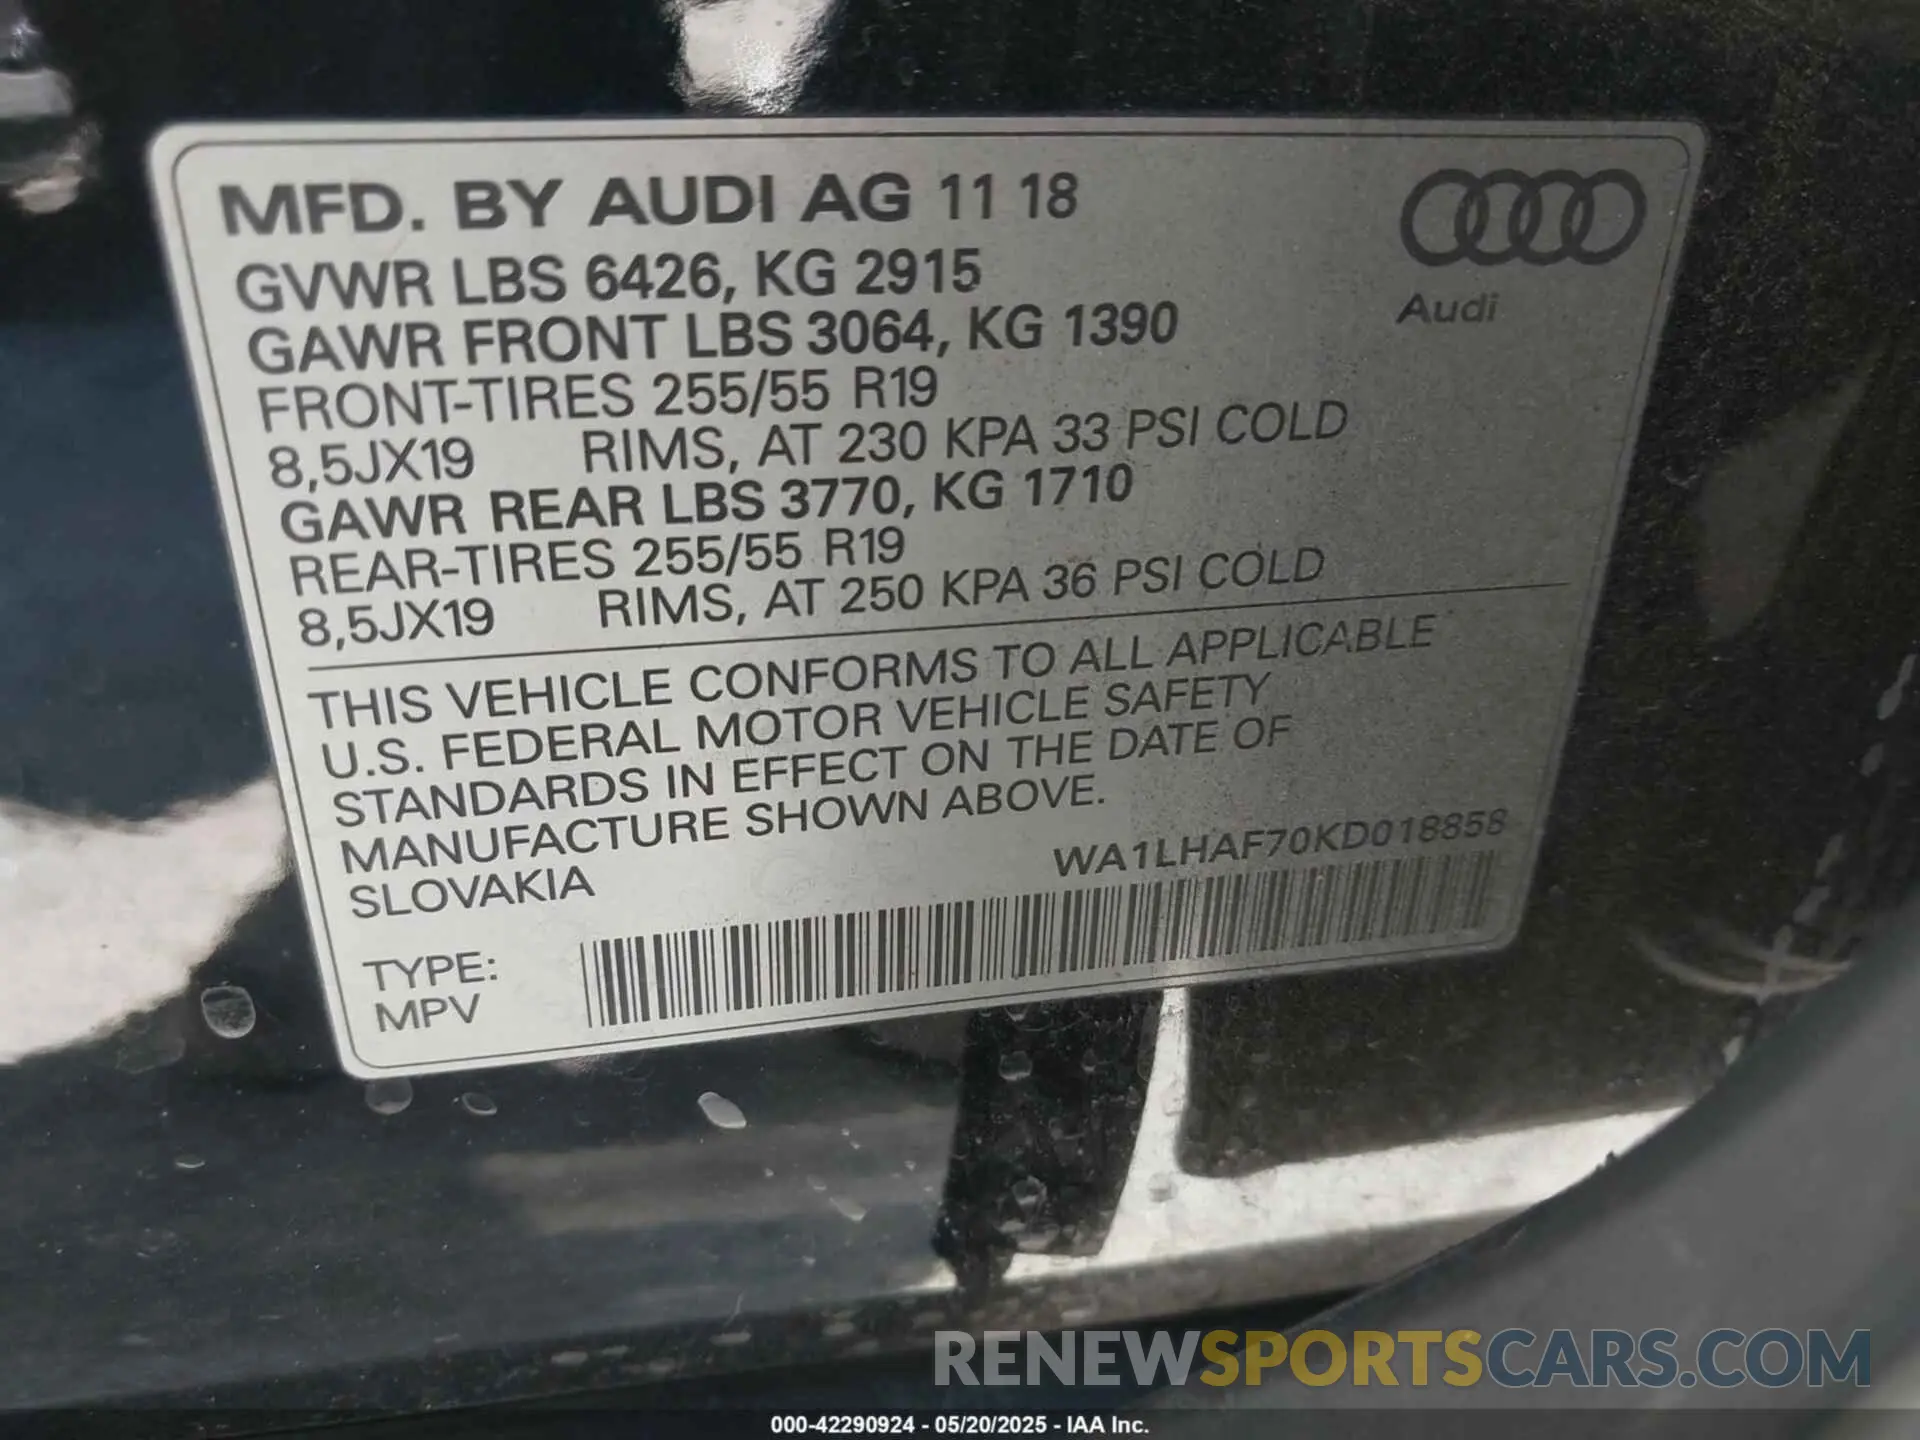 MFD. BY AUDI AG 11 18
GVWR LBS 6426, KG 2915
GAWR FRONT LBS 3064, KG 1390
FRONT-TIRES 255/55 R19
8,5JX19 RIMS, AT 230 KPA 33 PSI COLD
GAWR REAR LBS 3770, KG 1710
REAR-TIRES 255/55 R19
8,5JX19 RIMS, AT 250 KPA 36 PSI COLD
Audi
THIS VEHICLE CONFORMS TO ALL APPLICABLE
U.S. FEDERAL MOTOR VEHICLE SAFETY
STANDARDS IN EFFECT ON THE DATE OF
MANUFACTURE SHOWN ABOVE.
SLOVAKIA
WA1LHAF70KD018858
TYPE:
MPV
RENEWSPORTSCARS.COM
000-42290924 - 05/20/2025 - IAA Inc.